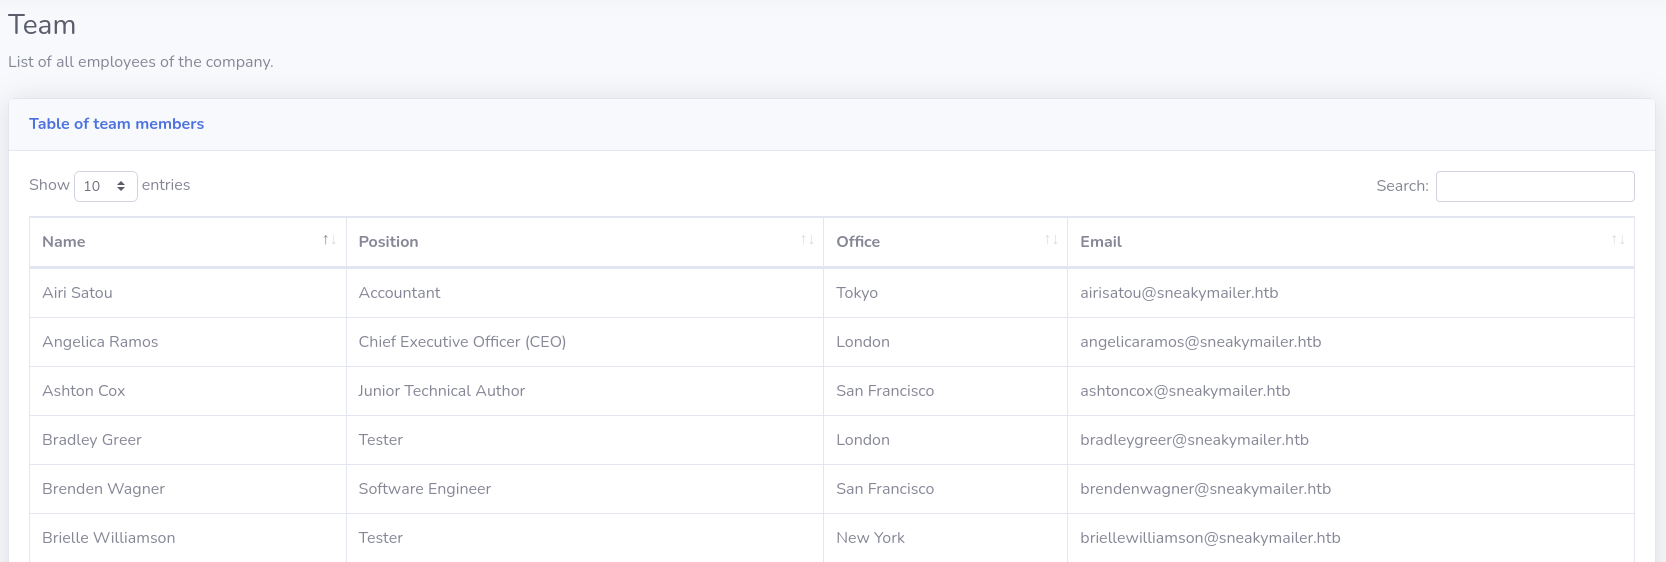 Team
List of all employees of the company.
Table of team members
Show 10 entries Search:
Name Position Office Email
Airi Satou Accountant Tokyo airisatou@sneakymailer.htb
Angelica Ramos Chief Executive Officer (CEO) London angelicaramos@sneakymailer.htb
Ashton Cox Junior Technical Author San Francisco ashtoncox@sneakymailer.htb
Bradley Greer Tester London bradleygreer@sneakymailer.htb
Brenden Wagner Software Engineer San Francisco brendenwagner@sneakymailer.htb
Brielle Williamson Tester New York briellewilliamson@sneakymailer.htb